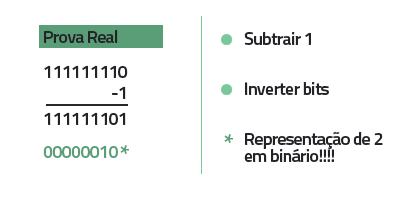 Prova Real
111111110
-1
111111101
00000010*
Subtrair 1
Inverter bits
* Representação de 2
em binário!!!!